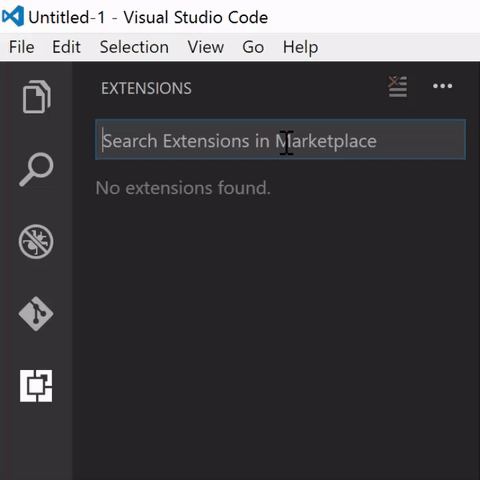 Untitled-1 - Visual Studio Code
File Edit Selection View Go Help
EXTENSIONS
Search Extensions in Marketplace
No extensions found.